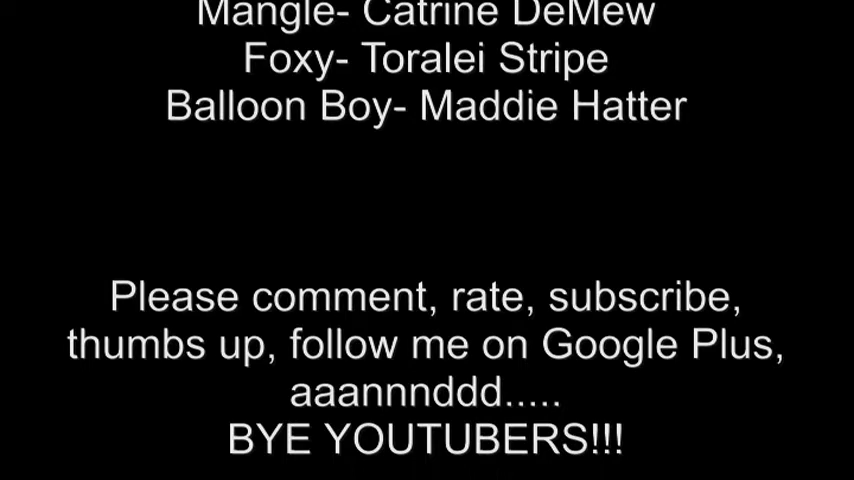 Mangle- Catrine DeMew
Foxy- Toralei Stripe
Balloon Boy- Maddie Hatter
Please comment, rate, subscribe,
thumbs up, follow me on Google Plus,
aaannnddd.....
BYE YOUTUBERS!!!